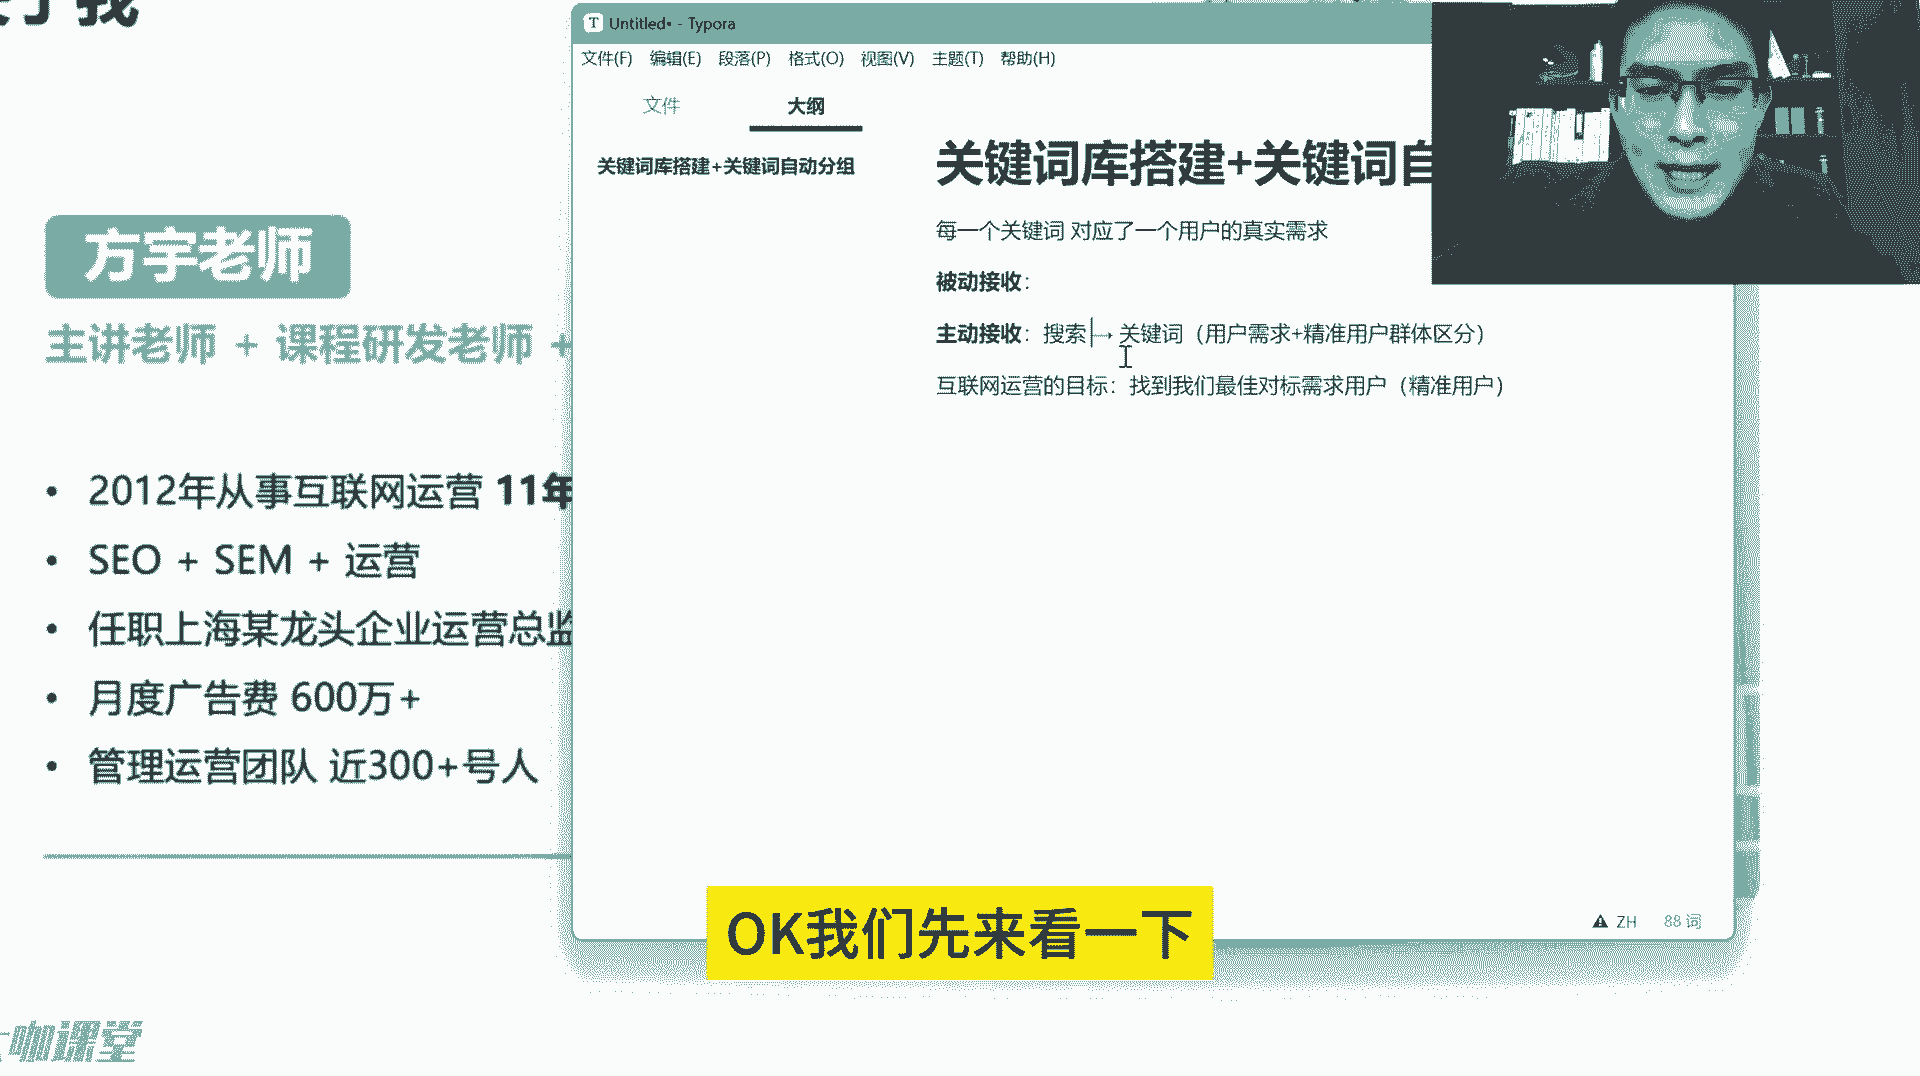 方宇老师
主讲老师 + 课程研发老师 +
• 2012年从事互联网运营 11年
• SEO + SEM + 运营
• 任职上海某龙头企业运营总监
• 月度广告费 600万+
• 管理运营团队 近300+号人
咖课堂
T Untitled• - Typora
文件(F) 编辑(E) 段落(P) 格式(O) 视图(V) 主题(T) 帮助(H)
文件 大纲
关键词库搭建+关键词自动分组
关键词库搭建+关键词自
每一个关键词 对应了一个用户的真实需求
被动接收：
主动接收：搜索 → 关键词（用户需求+精准用户群体区分）
互联网运营的目标：找到我们最佳对标需求用户（精准用户）
ZH 88 词
OK我们先来看一下